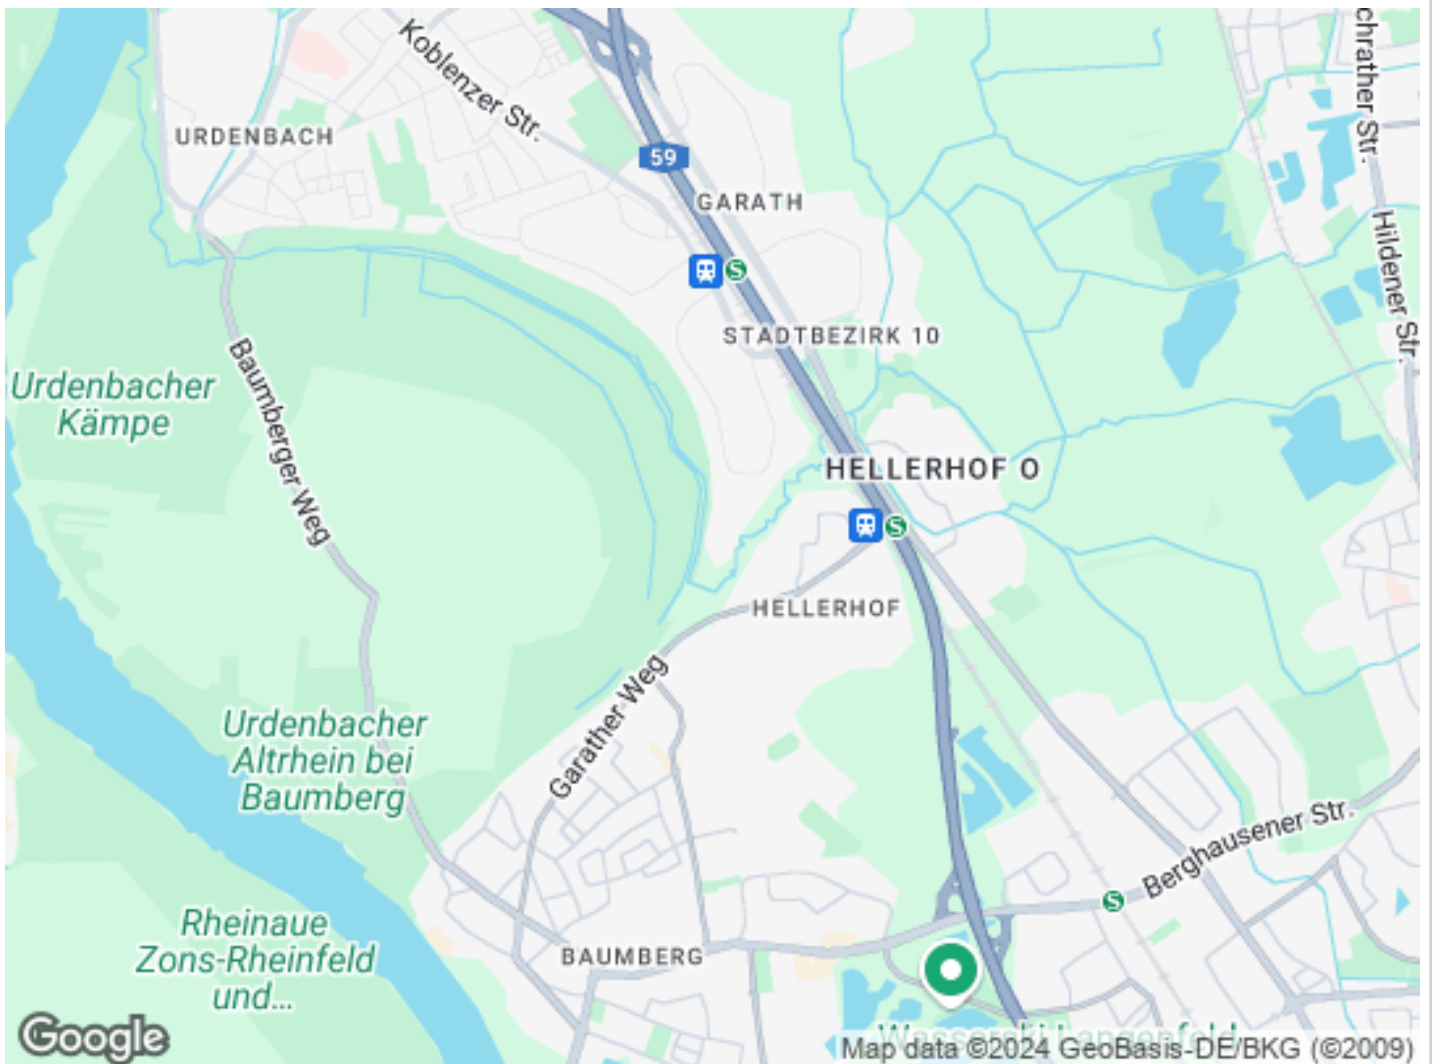 Koblenzer Str.
chrather Str.
URDENBACH
59
GARATH
S
Hildener Str.
STADTBEZIRK 10
Baumberger Weg
Urdenbacher
Kämpe
HELLERHOF O
S
HELLERHOF
Garather Weg
Urdenbacher
Altrhein bei
Baumberg
Berghausener Str.
S
Rheinaue
Zons-Rheinfeld
und...
BAUMBERG
Wasserski Langenfeld
Google
Map data ©2024 GeoBasis-DE/BKG (©2009)